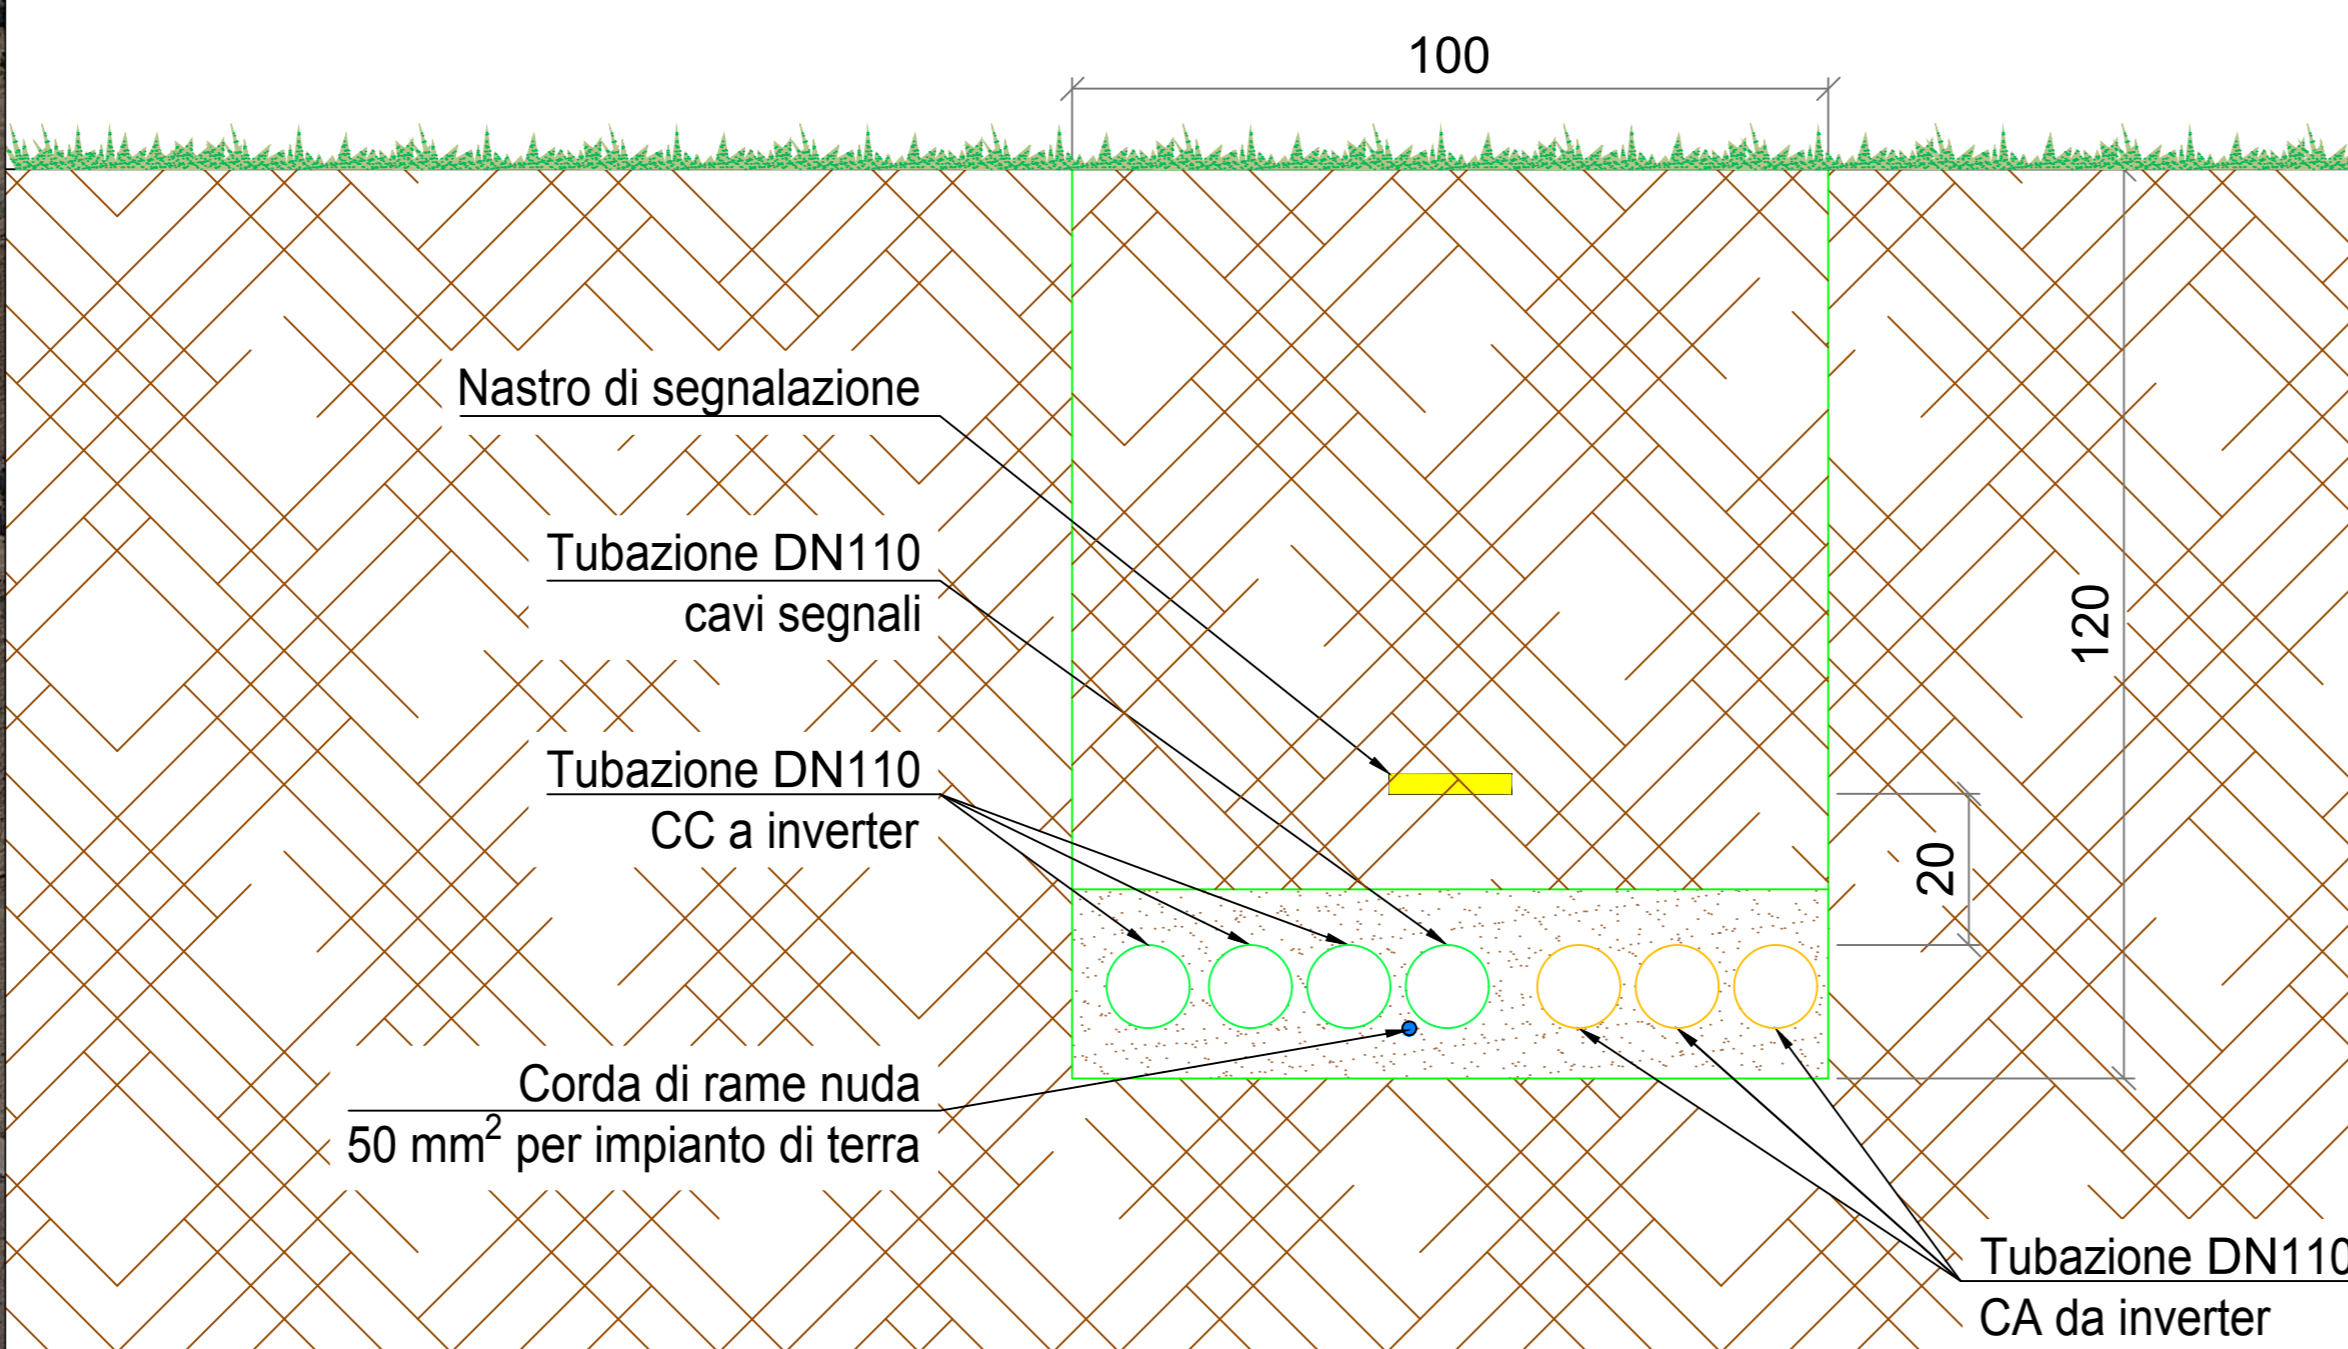 100
Nastro di segnalazione
Tubazione DN110
cavi segnali
120
Tubazione DN110
CC a inverter
20
Corda di rame nuda
50 mm² per impianto di terra
Tubazione DN110
CA da inverter